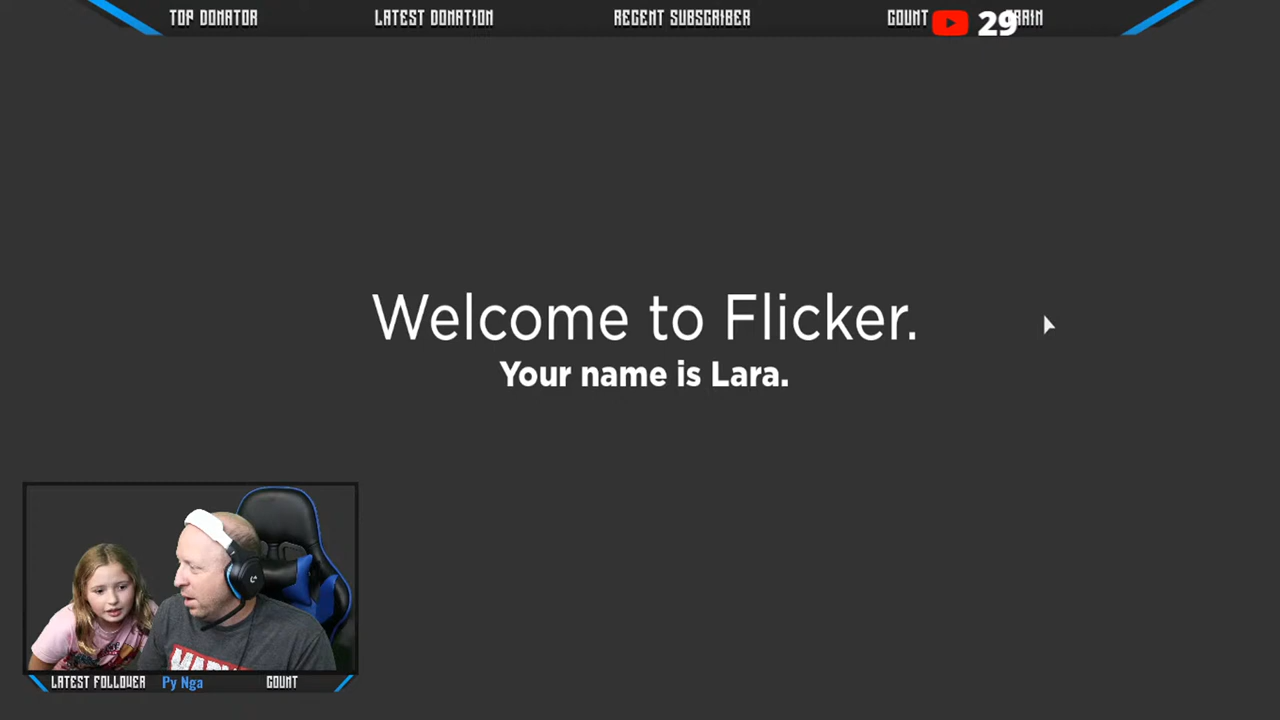 TOP DONATOR
LATEST DONATION
RECENT SUBSCRIBER
COUNT
29
Welcome to Flicker.
Your name is Lara.
LATEST FOLLOWER Py Nga
COUNT